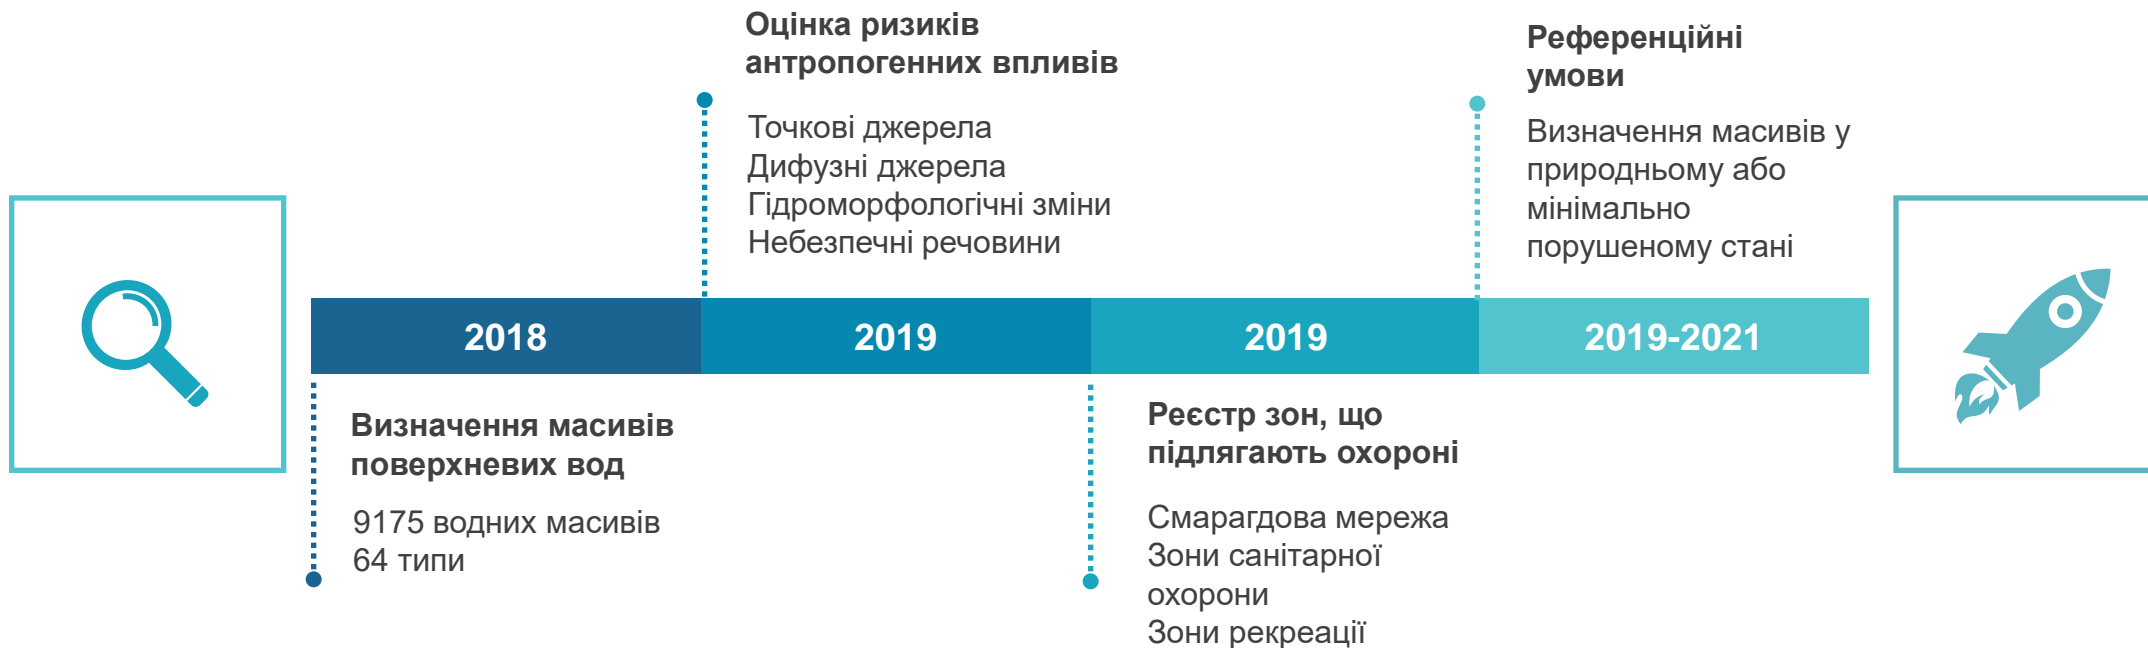 Оцінка ризиків
антропогенних впливів
Точкові джерела
Дифузні джерела
Гідроморфологічні зміни
Небезпечні речовини
Референційні
умови
Визначення масивів у
природньому або
мінімально
порушеному стані
2018
2019
2019
2019-2021
Визначення масивів
поверхневих вод
9175 водних масивів
64 типи
Реєстр зон, що
підлягають охороні
Смарагдова мережа
Зони санітарної
охорони
Зони рекреації